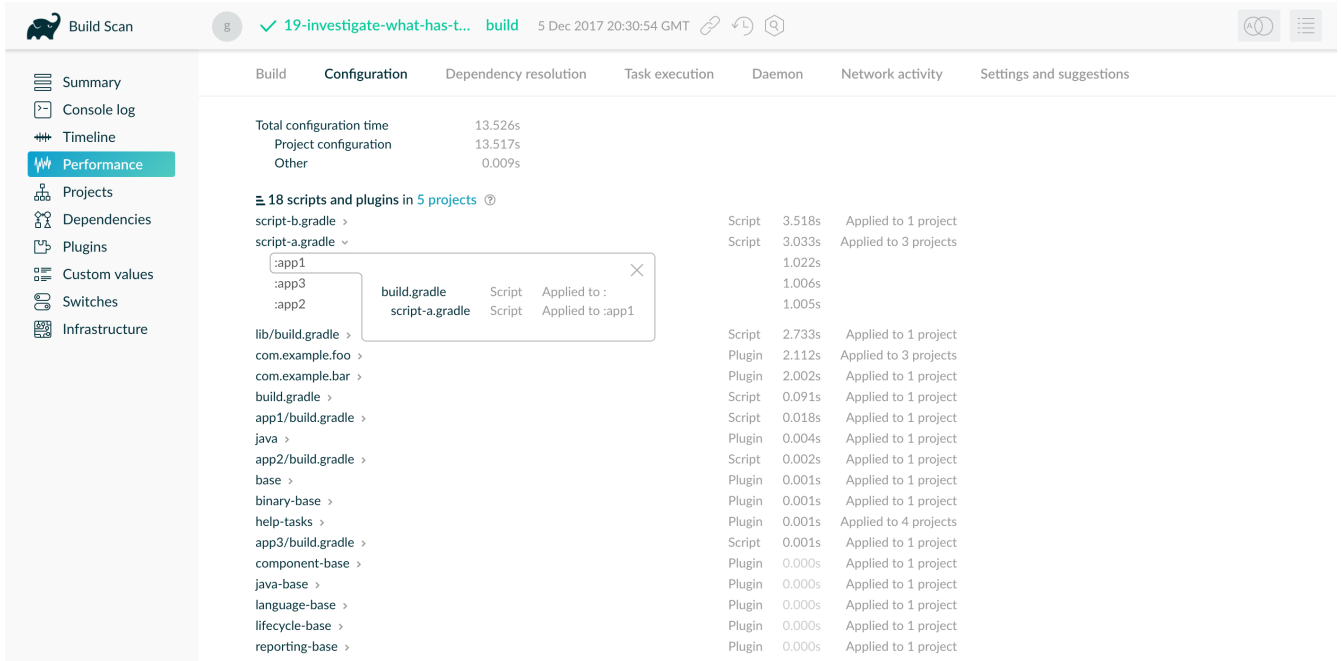 Build Scan
g 19-investigate-what-has-t... build 5 Dec 2017 20:30:54 GMT
Summary
Console log
Timeline
Performance
Projects
Dependencies
Plugins
Custom values
Switches
Infrastructure
Build Configuration Dependency resolution Task execution Daemon Network activity Settings and suggestions
Total configuration time 13.526s
Project configuration 13.517s
Other 0.009s
18 scripts and plugins in 5 projects
script-b.gradle Script 3.518s Applied to 1 project
script-a.gradle Script 3.033s Applied to 3 projects
:app1 1.022s
:app3 1.006s
:app2 1.005s
build.gradle Script Applied to :
script-a.gradle Script Applied to :app1
lib/build.gradle Script 2.733s Applied to 1 project
com.example.foo Plugin 2.112s Applied to 3 projects
com.example.bar Plugin 2.002s Applied to 1 project
build.gradle Script 0.091s Applied to 1 project
app1/build.gradle Script 0.018s Applied to 1 project
java Plugin 0.004s Applied to 1 project
app2/build.gradle Script 0.002s Applied to 1 project
base Plugin 0.001s Applied to 1 project
binary-base Plugin 0.001s Applied to 1 project
help-tasks Plugin 0.001s Applied to 4 projects
app3/build.gradle Script 0.001s Applied to 1 project
component-base Plugin 0.000s Applied to 1 project
java-base Plugin 0.000s Applied to 1 project
language-base Plugin 0.000s Applied to 1 project
lifecycle-base Plugin 0.000s Applied to 1 project
reporting-base Plugin 0.000s Applied to 1 project